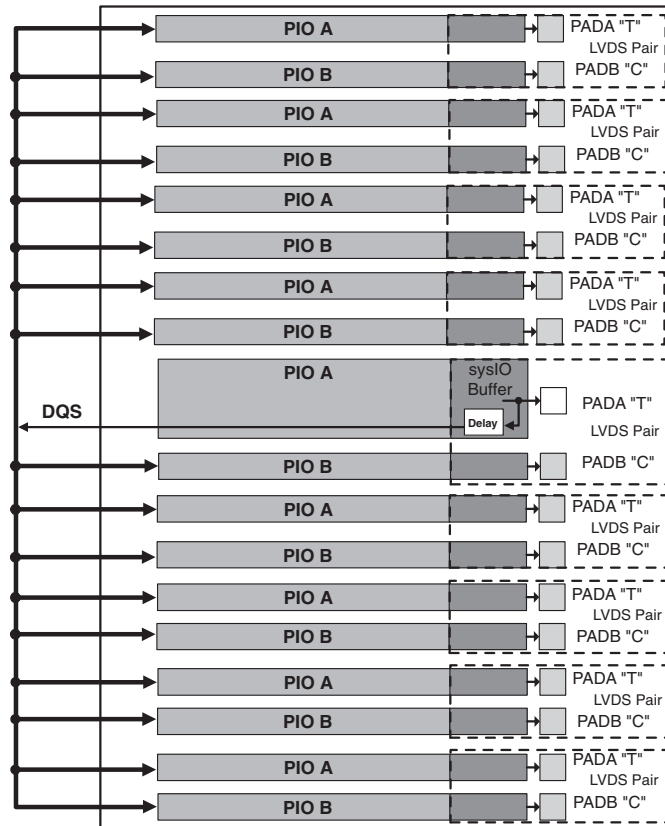 PIO A PADA "T"
LVDS Pair
PIO B PADB "C"
PIO A PADA "T"
LVDS Pair
PIO B PADB "C"
PIO A PADA "T"
LVDS Pair
PIO B PADB "C"
PIO A PADA "T"
LVDS Pair
PIO B PADB "C"
PIO A sysIO
Buffer
PADA "T"
DQS Delay
LVDS Pair
PIO B PADB "C"
PIO A PADA "T"
LVDS Pair
PIO B PADB "C"
PIO A PADA "T"
LVDS Pair
PIO B PADB "C"
PIO A PADA "T"
LVDS Pair
PIO B PADB "C"
PIO A PADA "T"
LVDS Pair
PIO B PADB "C"